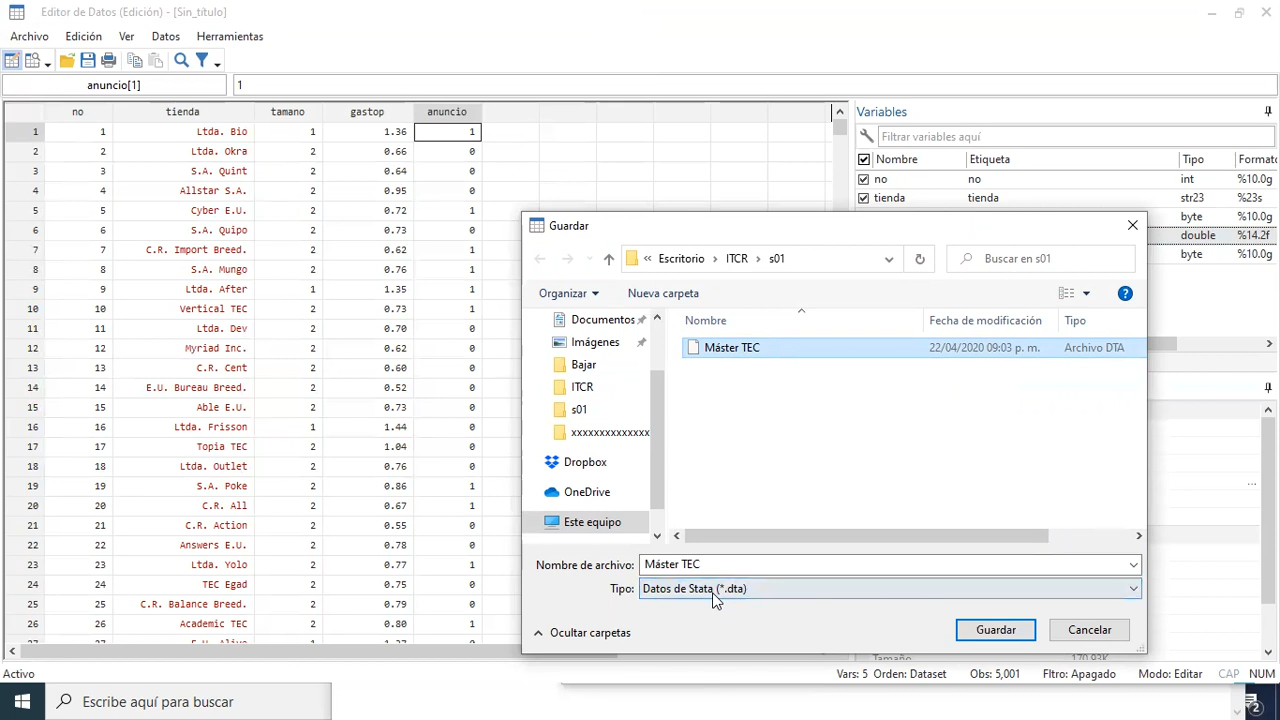 Editor de Datos (Edición) - [Sin_título]
Archivo Edición Ver Datos Herramientas
anuncio[1] 1
no tienda tamano gastop anuncio
1 1 Ltda. Bio 1 1.36 1
2 2 Ltda. Okra 2 0.66 0
3 3 S.A. Quint 2 0.64 0
4 4 Allstar S.A. 2 0.95 0
5 5 Cyber E.U. 2 0.72 1
6 6 S.A. Quipo 2 0.73 0
7 7 C.R. Import Breed. 2 0.62 1
8 8 S.A. Mungo 2 0.76 1
9 9 Ltda. After 1 1.35 1
10 10 Vertical TEC 2 0.73 1
11 11 Ltda. Dev 2 0.70 0
12 12 Myriad Inc. 2 0.62 0
13 13 C.R. Cent 2 0.60 0
14 14 E.U. Bureau Breed. 2 0.52 0
15 15 Able E.U. 2 0.73 0
16 16 Ltda. Frisson 1 1.44 0
17 17 Topia TEC 2 1.04 0
18 18 Ltda. Outlet 2 0.76 0
19 19 S.A. Poke 2 0.86 1
20 20 C.R. All 2 0.67 1
21 21 C.R. Action 2 0.55 0
22 22 Answers E.U. 2 0.78 0
23 23 Ltda. Yolo 2 0.77 1
24 24 TEC Egad 2 0.75 0
25 25 C.R. Balance Breed. 2 0.79 0
26 26 Academic TEC 2 0.80 1
Variables
Filtrar variables aquí
Nombre Etiqueta Tipo Formato
no no int %10.0g
tienda tienda str23 %23s
byte %10.0g
double %14.2f
byte %10.0g
Guardar
« Escritorio › ITCR › s01
Buscar en s01
Organizar Nueva carpeta
Documentos
Imágenes
Bajar
ITCR
s01
xxxxxxxxxxxxx
Dropbox
OneDrive
Este equipo
Nombre Fecha de modificación Tipo
Máster TEC 22/04/2020 09:03 p. m. Archivo DTA
Nombre de archivo: Máster TEC
Tipo: Datos de Stata (*.dta)
Ocultar carpetas Guardar Cancelar
Activo Vars: 5 Orden: Dataset Obs: 5,001 Fltro: Apagado Modo: Editar CAP NUM
Escribe aquí para buscar
2